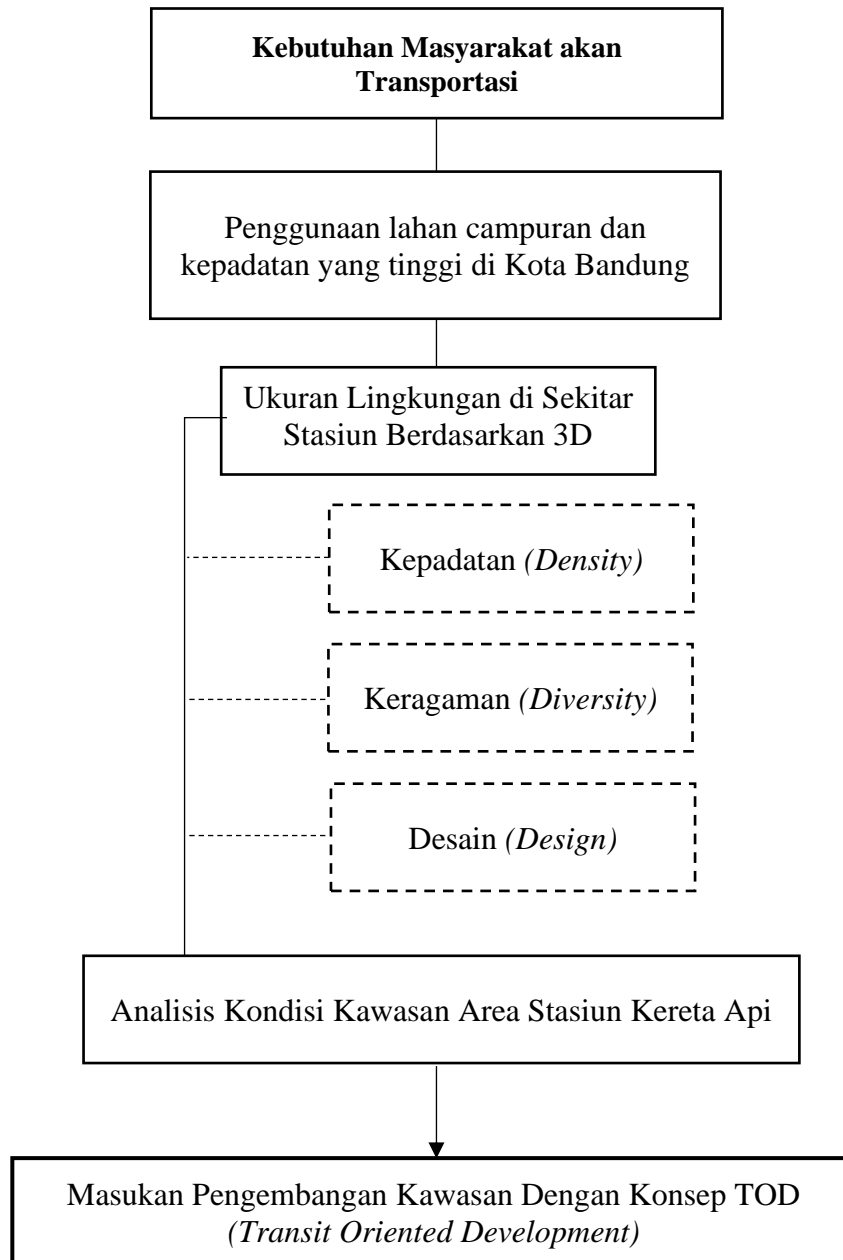 Kebutuhan Masyarakat akan
Transportasi
Penggunaan lahan campuran dan
kepadatan yang tinggi di Kota Bandung
Ukuran Lingkungan di Sekitar
Stasiun Berdasarkan 3D
Kepadatan (Density)
Keragaman (Diversity)
Desain (Design)
Analisis Kondisi Kawasan Area Stasiun Kereta Api
Masukan Pengembangan Kawasan Dengan Konsep TOD
(Transit Oriented Development)